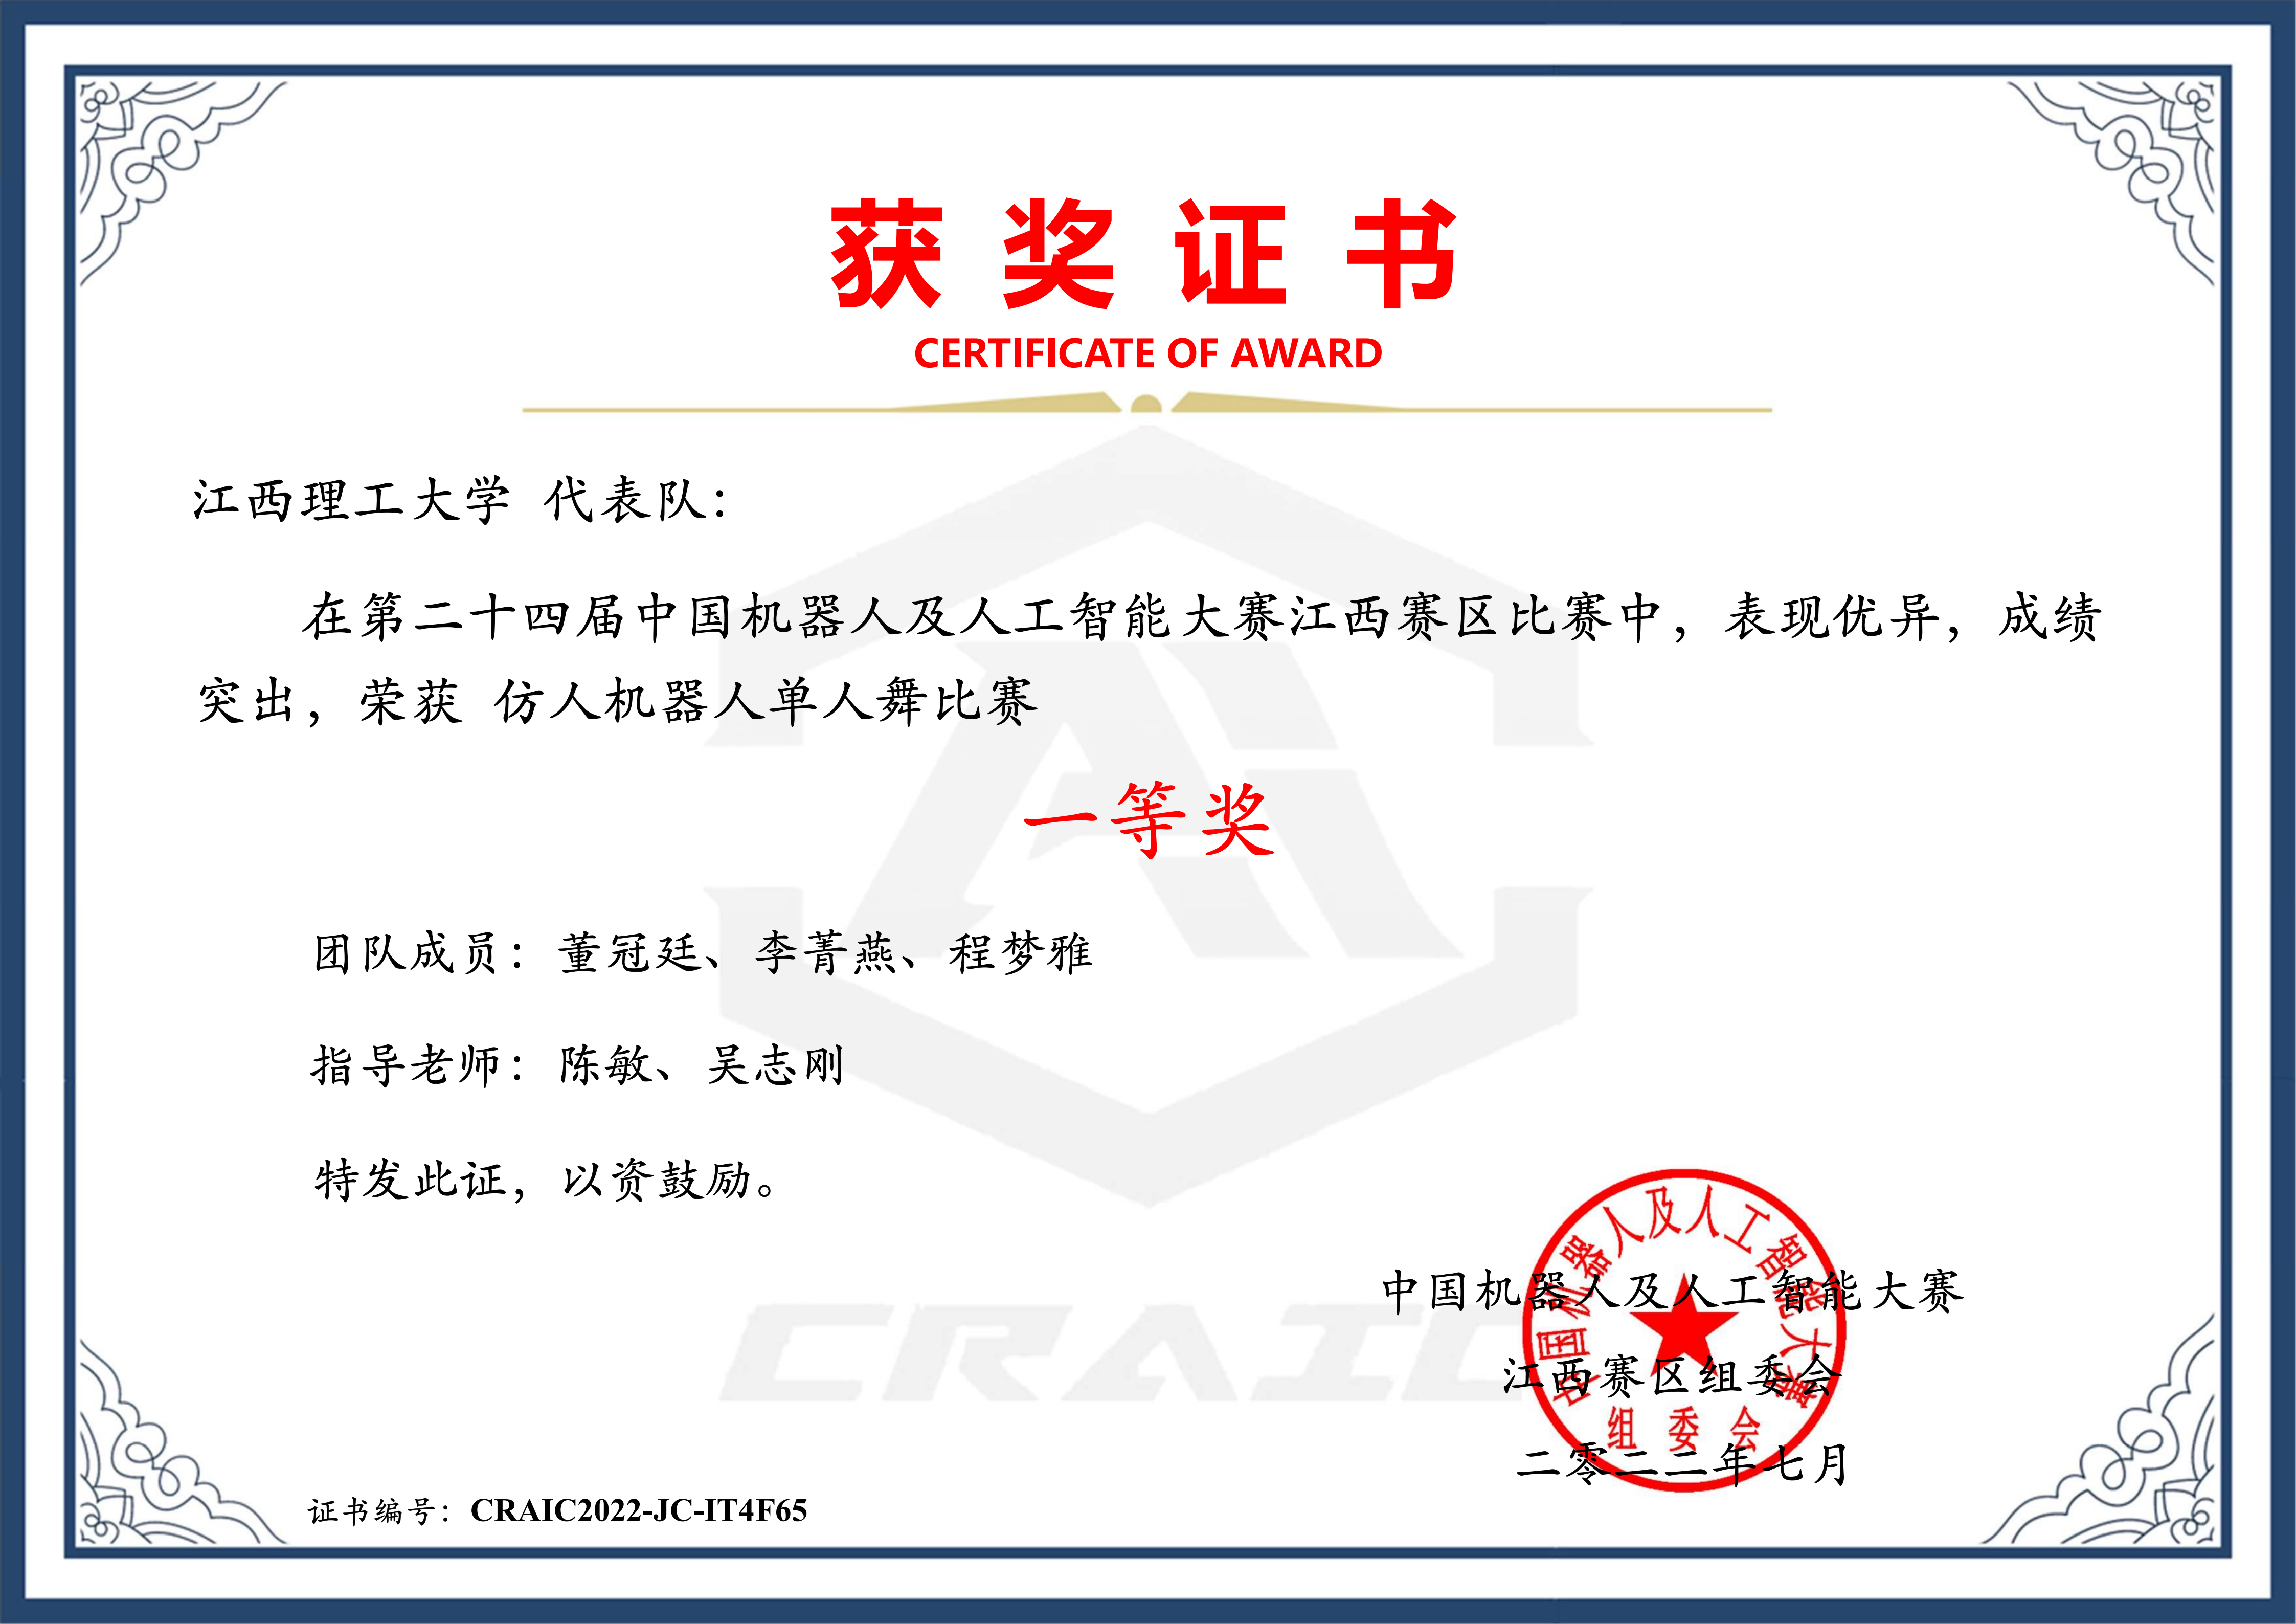 获奖证书
CERTIFICATE OF AWARD
江西理工大学 代表队：
在第二十四届中国机器人及人工智能大赛江西赛区比赛中，表现优异，成绩
突出，荣获 仿人机器人单人舞比赛
一等奖
团队成员：董冠廷、李菁燕、程梦雅
指导老师：陈敏、吴志刚
特发此证，以资鼓励。
CRAIC
中国机器人及人工智能大赛
江西赛区组委会
二零二二年七月
中国机器人及人工智能大赛
组委会
证书编号：CRAIC2022-JC-IT4F65